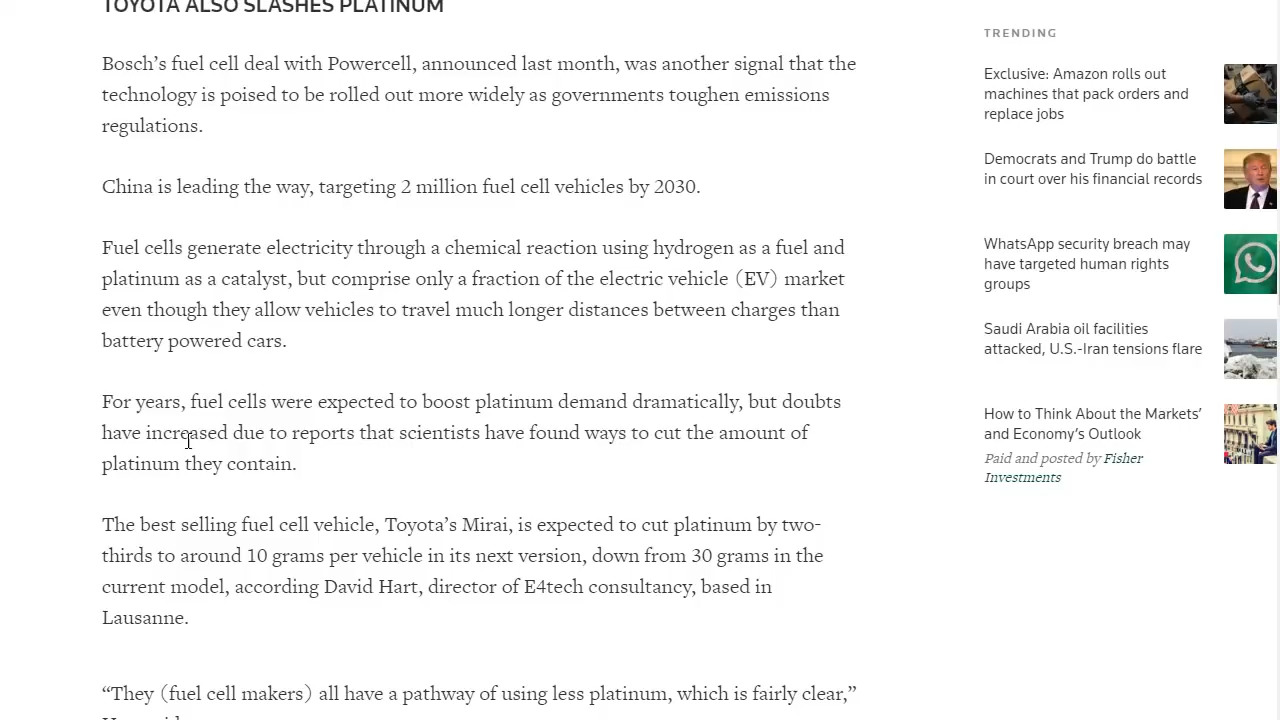 TOYOTA ALSO SLASHES PLATINUM
Bosch’s fuel cell deal with Powercell, announced last month, was another signal that the
technology is poised to be rolled out more widely as governments toughen emissions
regulations.
China is leading the way, targeting 2 million fuel cell vehicles by 2030.
Fuel cells generate electricity through a chemical reaction using hydrogen as a fuel and
platinum as a catalyst, but comprise only a fraction of the electric vehicle (EV) market
even though they allow vehicles to travel much longer distances between charges than
battery powered cars.
For years, fuel cells were expected to boost platinum demand dramatically, but doubts
have increased due to reports that scientists have found ways to cut the amount of
platinum they contain.
The best selling fuel cell vehicle, Toyota’s Mirai, is expected to cut platinum by two-
thirds to around 10 grams per vehicle in its next version, down from 30 grams in the
current model, according David Hart, director of E4tech consultancy, based in
Lausanne.
“They (fuel cell makers) all have a pathway of using less platinum, which is fairly clear,”
TRENDING
Exclusive: Amazon rolls out
machines that pack orders and
replace jobs
Democrats and Trump do battle
in court over his financial records
WhatsApp security breach may
have targeted human rights
groups
Saudi Arabia oil facilities
attacked, U.S.-Iran tensions flare
How to Think About the Markets’
and Economy’s Outlook
Paid and posted by Fisher
Investments